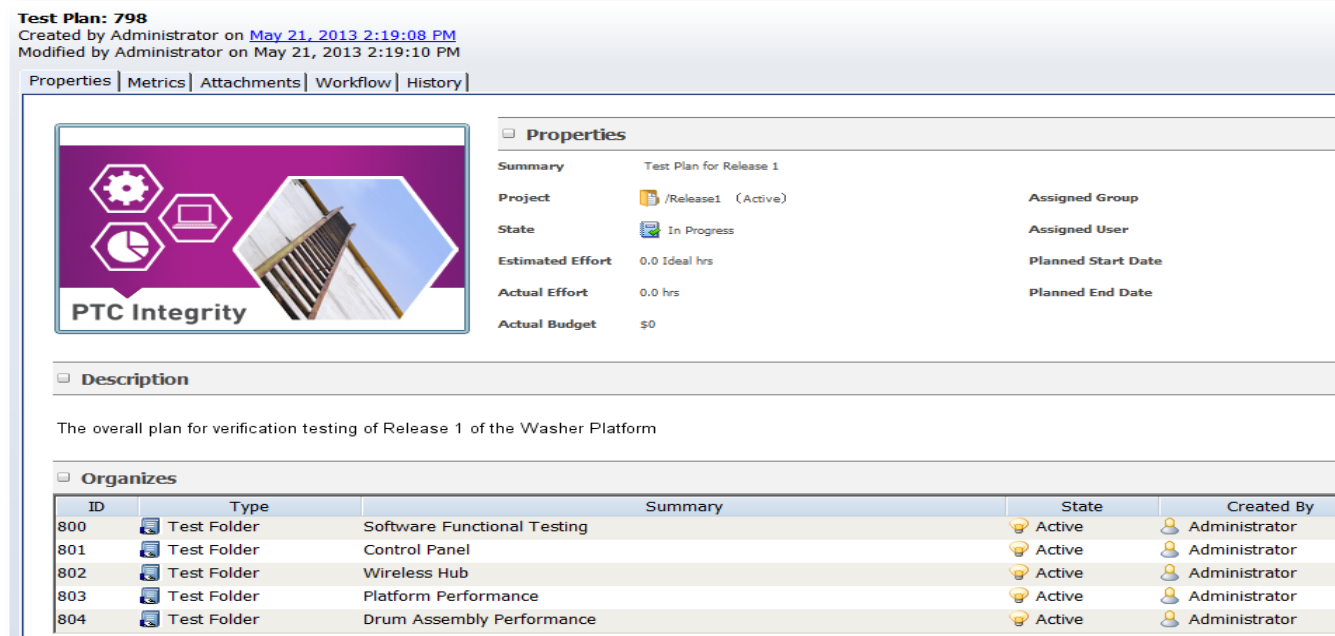 Test Plan: 798
Created by Administrator on May 21, 2013 2:19:08 PM
Modified by Administrator on May 21, 2013 2:19:10 PM
Properties Metrics Attachments Workflow History
PTC Integrity
Properties
Summary Test Plan for Release 1
Project /Release1 (Active) Assigned Group
State In Progress Assigned User
Estimated Effort 0.0 Ideal hrs Planned Start Date
Actual Effort 0.0 hrs Planned End Date
Actual Budget $0
Description
The overall plan for verification testing of Release 1 of the Washer Platform
Organizes
ID Type Summary State Created By
800 Test Folder Software Functional Testing Active Administrator
801 Test Folder Control Panel Active Administrator
802 Test Folder Wireless Hub Active Administrator
803 Test Folder Platform Performance Active Administrator
804 Test Folder Drum Assembly Performance Active Administrator